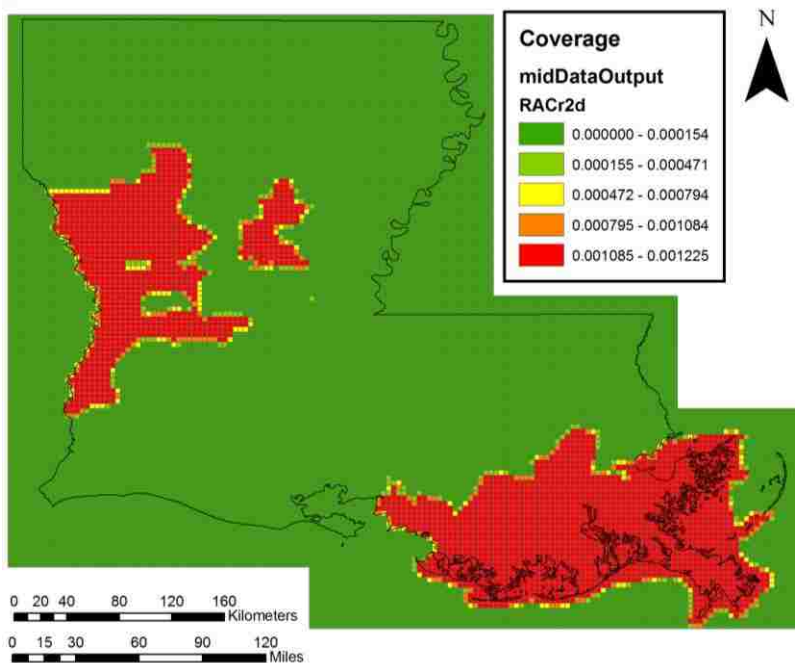 N
Coverage
midDataOutput
RACr2d
0.000000 - 0.000154
0.000155 - 0.000471
0.000472 - 0.000794
0.000795 - 0.001084
0.001085 - 0.001225
0 20 40 80 120 160
Kilometers
0 15 30 60 90 120
Miles